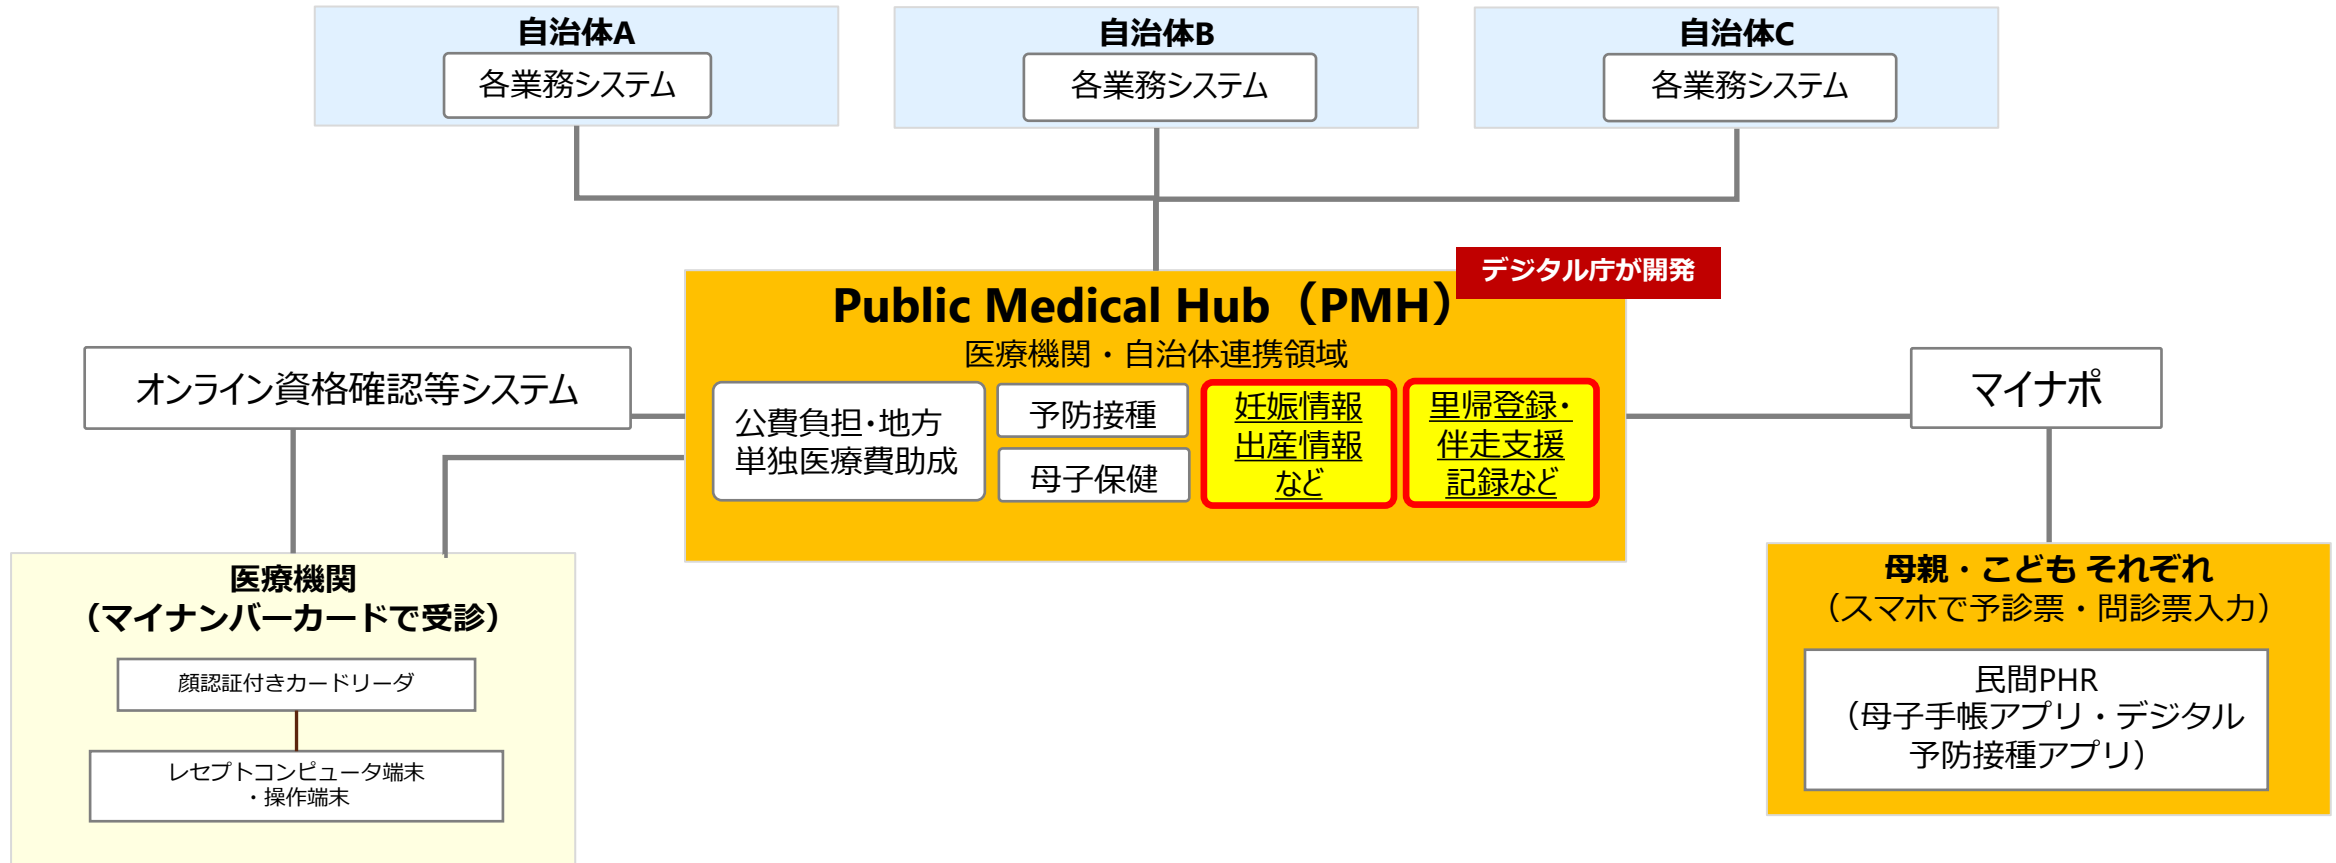 自治体A
各業務システム
自治体B
各業務システム
自治体C
各業務システム
デジタル庁が開発
Public Medical Hub（PMH）
医療機関・自治体連携領域
公費負担・地方
単独医療費助成
予防接種
母子保健
妊娠情報
出産情報
など
里帰登録・
伴走支援
記録など
オンライン資格確認等システム
マイナポ
医療機関
（マイナンバーカードで受診）
顔認証付きカードリーダ
レセプトコンピュータ端末
・操作端末
母親・こども それぞれ
（スマホで予診票・問診票入力）
民間PHR
（母子手帳アプリ・デジタル
予防接種アプリ）